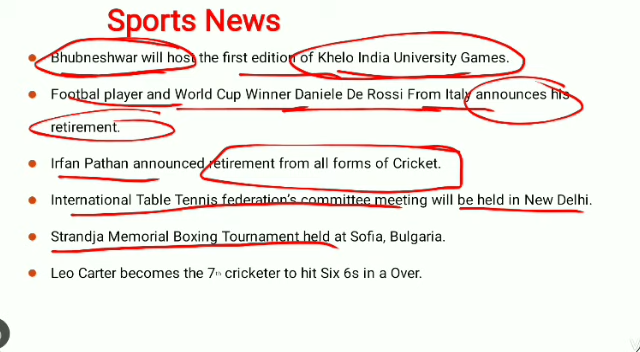 Sports News
Bhubneshwar will host the first edition of Khelo India University Games.
Footbal player and World Cup Winner Daniele De Rossi From Italy announces his
retirement.
Irfan Pathan announced retirement from all forms of Cricket.
International Table Tennis federation's committee meeting will be held in New Delhi.
Strandja Memorial Boxing Tournament held at Sofia, Bulgaria.
Leo Carter becomes the 7th cricketer to hit Six 6s in a Over.